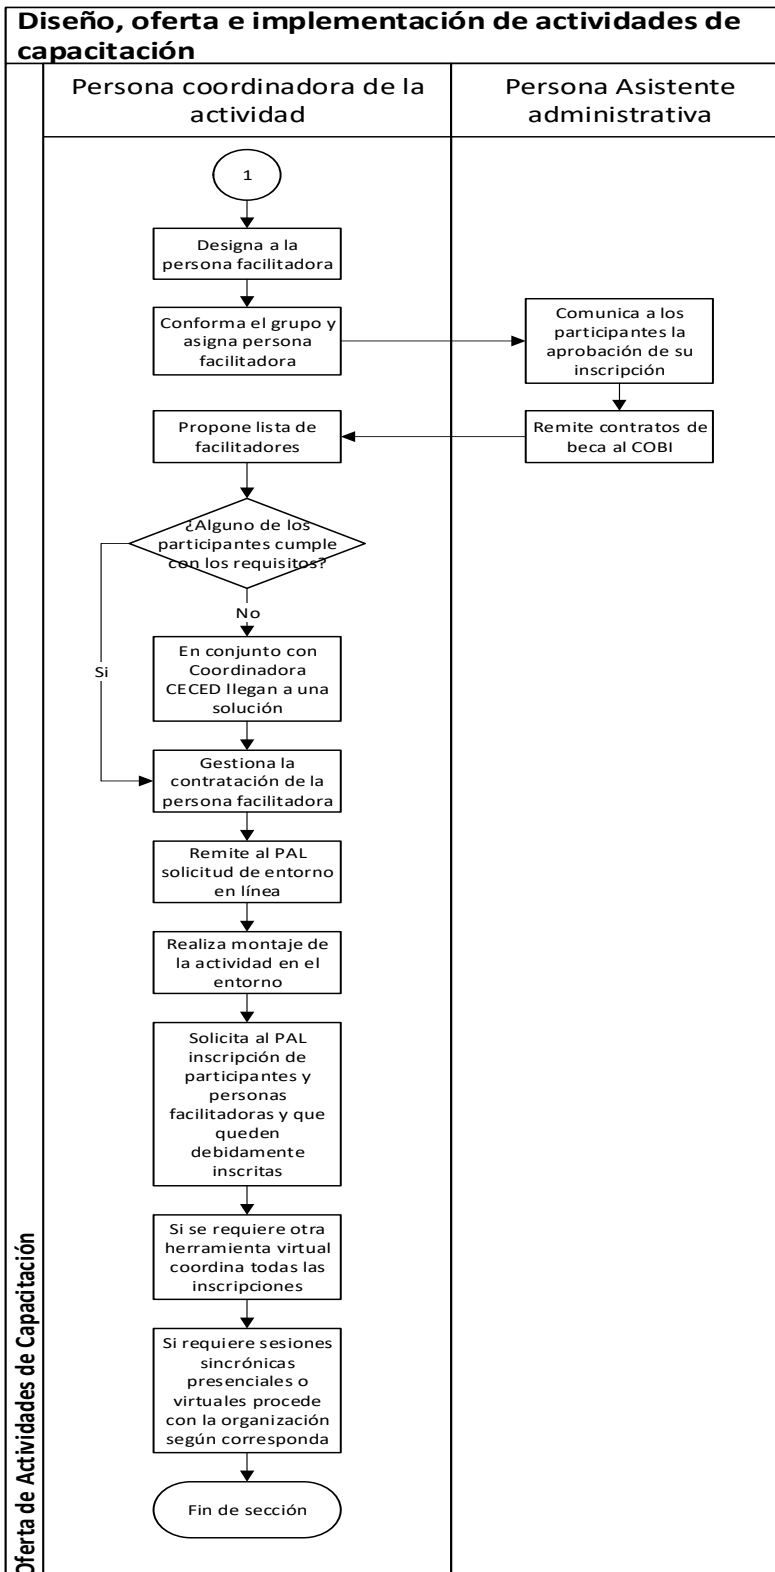 Diseño, oferta e implementación de actividades de
capacitación
Persona coordinadora de la
actividad
Persona Asistente
administrativa
1
Designa a la
persona facilitadora
Conforma el grupo y
asigna persona
facilitadora
Comunica a los
participantes la
aprobación de su
inscripción
Remite contratos de
beca al COBI
Propone lista de
facilitadores
¿Alguno de los
participantes cumple
con los requisitos?
No
Si
En conjunto con
Coordinadora
CECED llegan a una
solución
Gestiona la
contratación de la
persona facilitadora
Remite al PAL
solicitud de entorno
en línea
Realiza montaje de
la actividad en el
entorno
Solicita al PAL
inscripción de
participantes y
personas
facilitadoras y que
queden
debidamente
inscritas
Si se requiere otra
herramienta virtual
coordina todas las
inscripciones
Si requiere sesiones
sincrónicas
presenciales o
virtuales procede
con la organización
según corresponda
Fin de sección
Oferta de Actividades de Capacitación